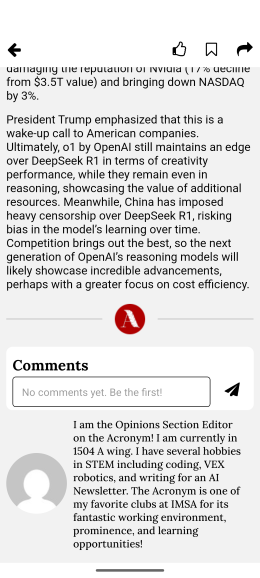 damaging the reputation of Nvidia (17% decline
from $3.5T value) and bringing down NASDAQ
by 3%.
President Trump emphasized that this is a
wake-up call to American companies.
Ultimately, o1 by OpenAI still maintains an edge
over DeepSeek R1 in terms of creativity
performance, while they remain even in
reasoning, showcasing the value of additional
resources. Meanwhile, China has imposed
heavy censorship over DeepSeek R1, risking
bias in the model's learning over time.
Competition brings out the best, so the next
generation of OpenAI's reasoning models will
likely showcase incredible advancements,
perhaps with a greater focus on cost efficiency.
A
Comments
No comments yet. Be the first!
I am the Opinions Section Editor
on the Acronym! I am currently in
1504 A wing. I have several hobbies
in STEM including coding, VEX
robotics, and writing for an AI
Newsletter. The Acronym is one of
my favorite clubs at IMSA for its
fantastic working environment,
prominence, and learning
opportunities!